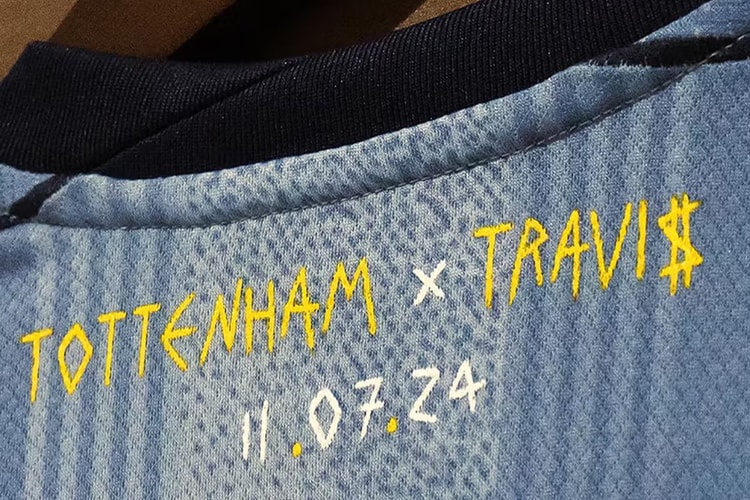 TOTTENHAM x TRAVI$
11.07.24